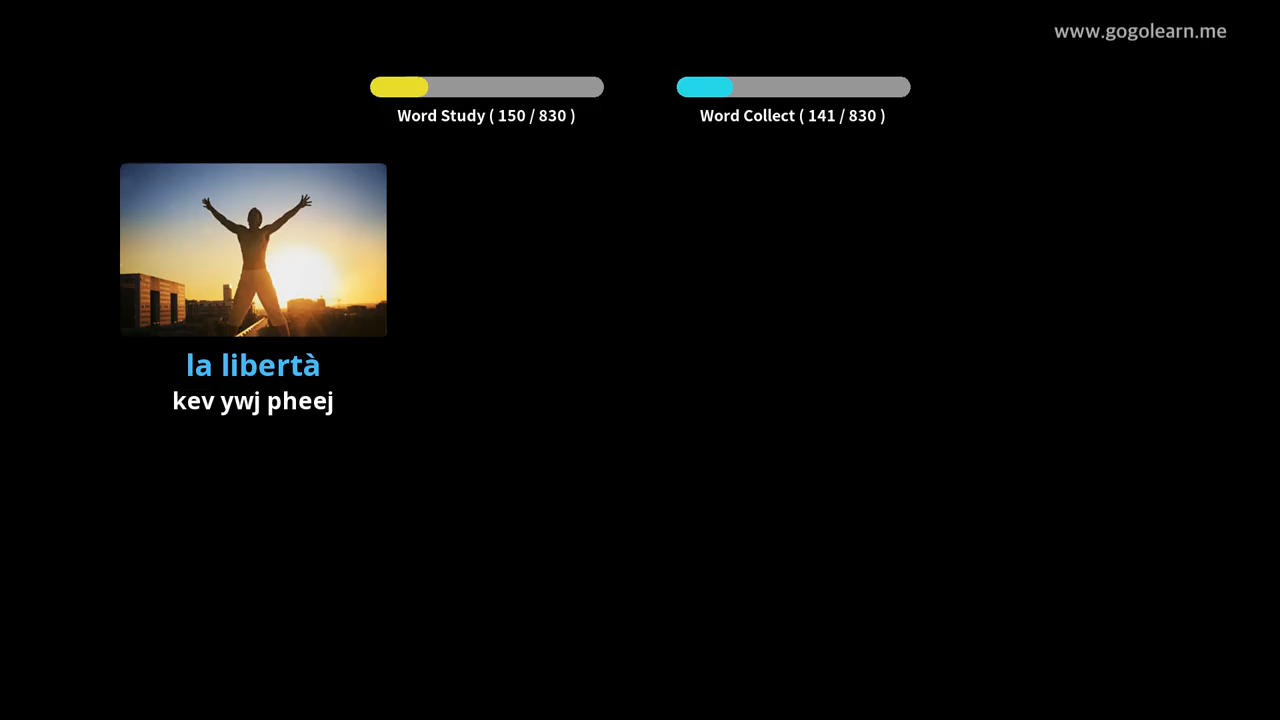 www.gogolearn.me
Word Study ( 150 / 830 )
Word Collect ( 141 / 830 )
la libertà
kev ywj pheej